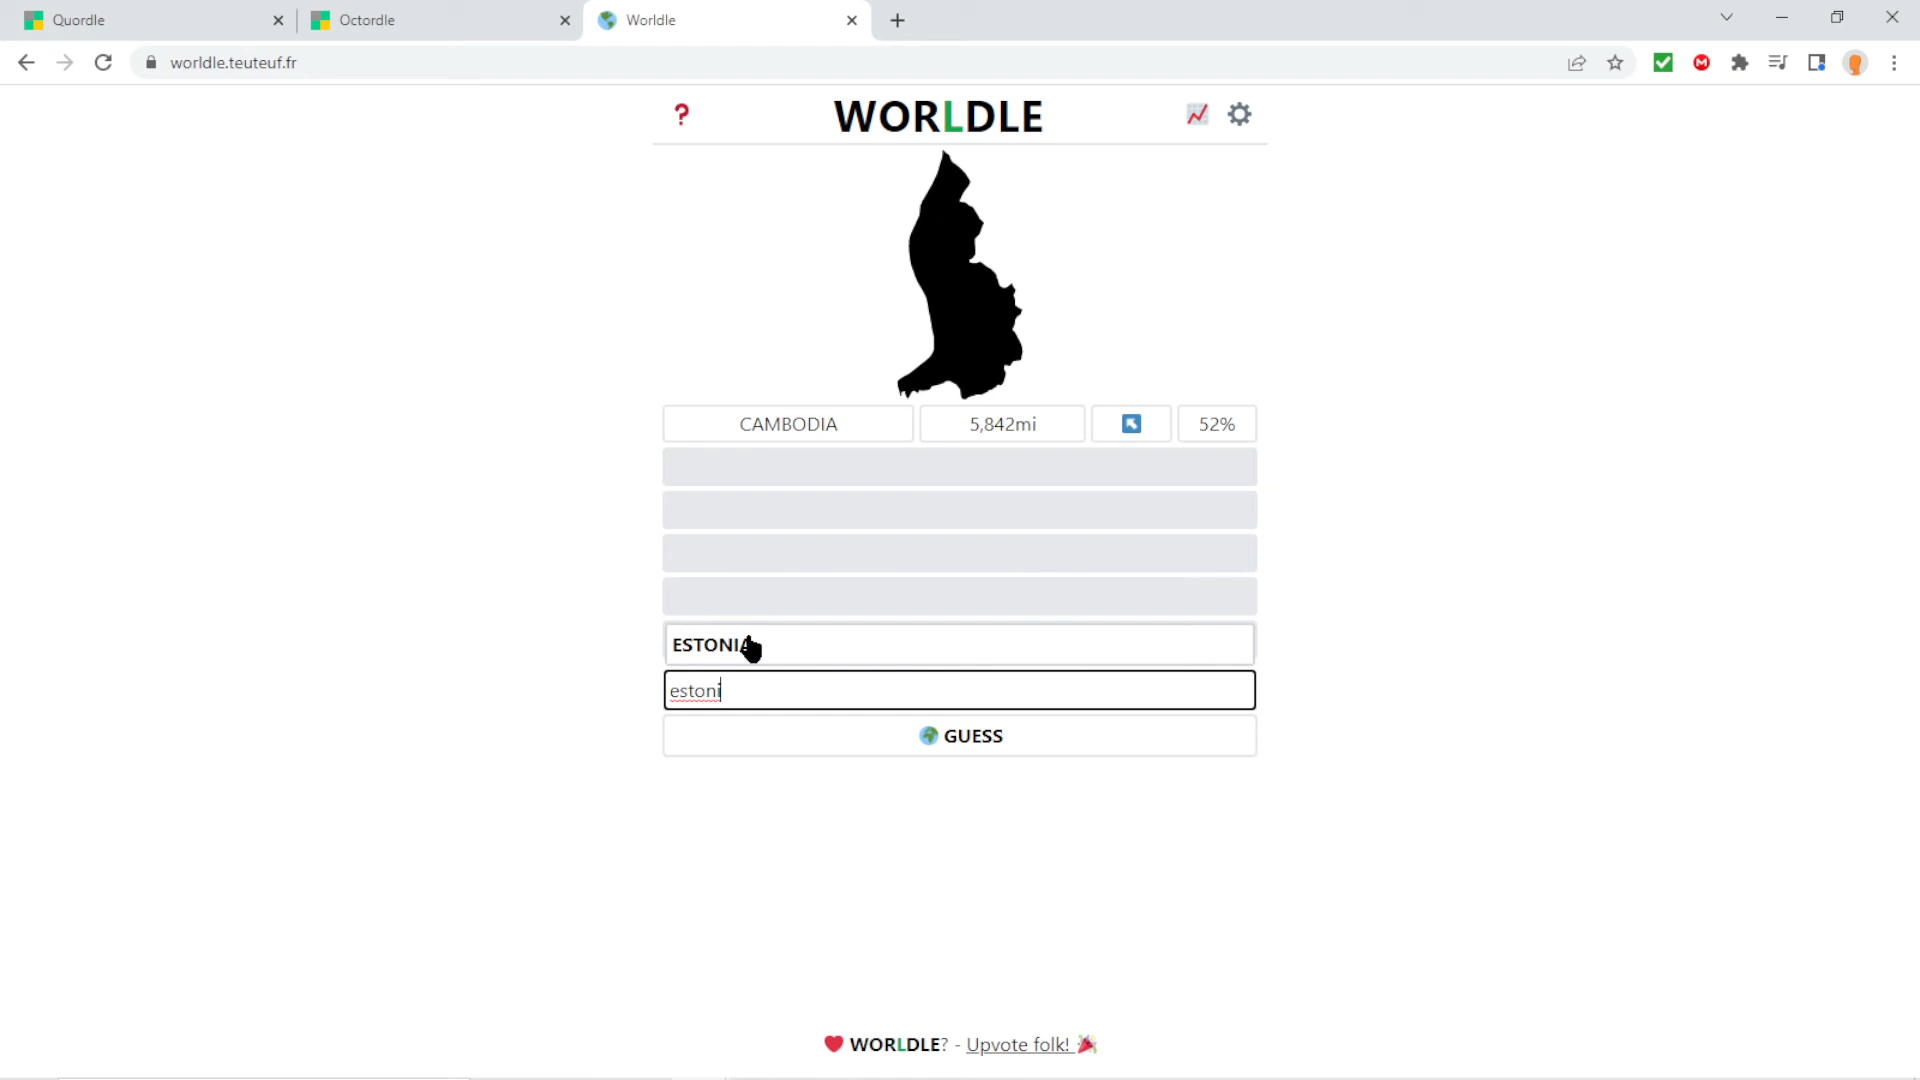 Quordle
Octordle
Worldle
worldle.teuteuf.fr
? WORLDLE
CAMBODIA 5,842mi 52%
ESTONIA
estoni
GUESS
WORLDLE? - Upvote folk!